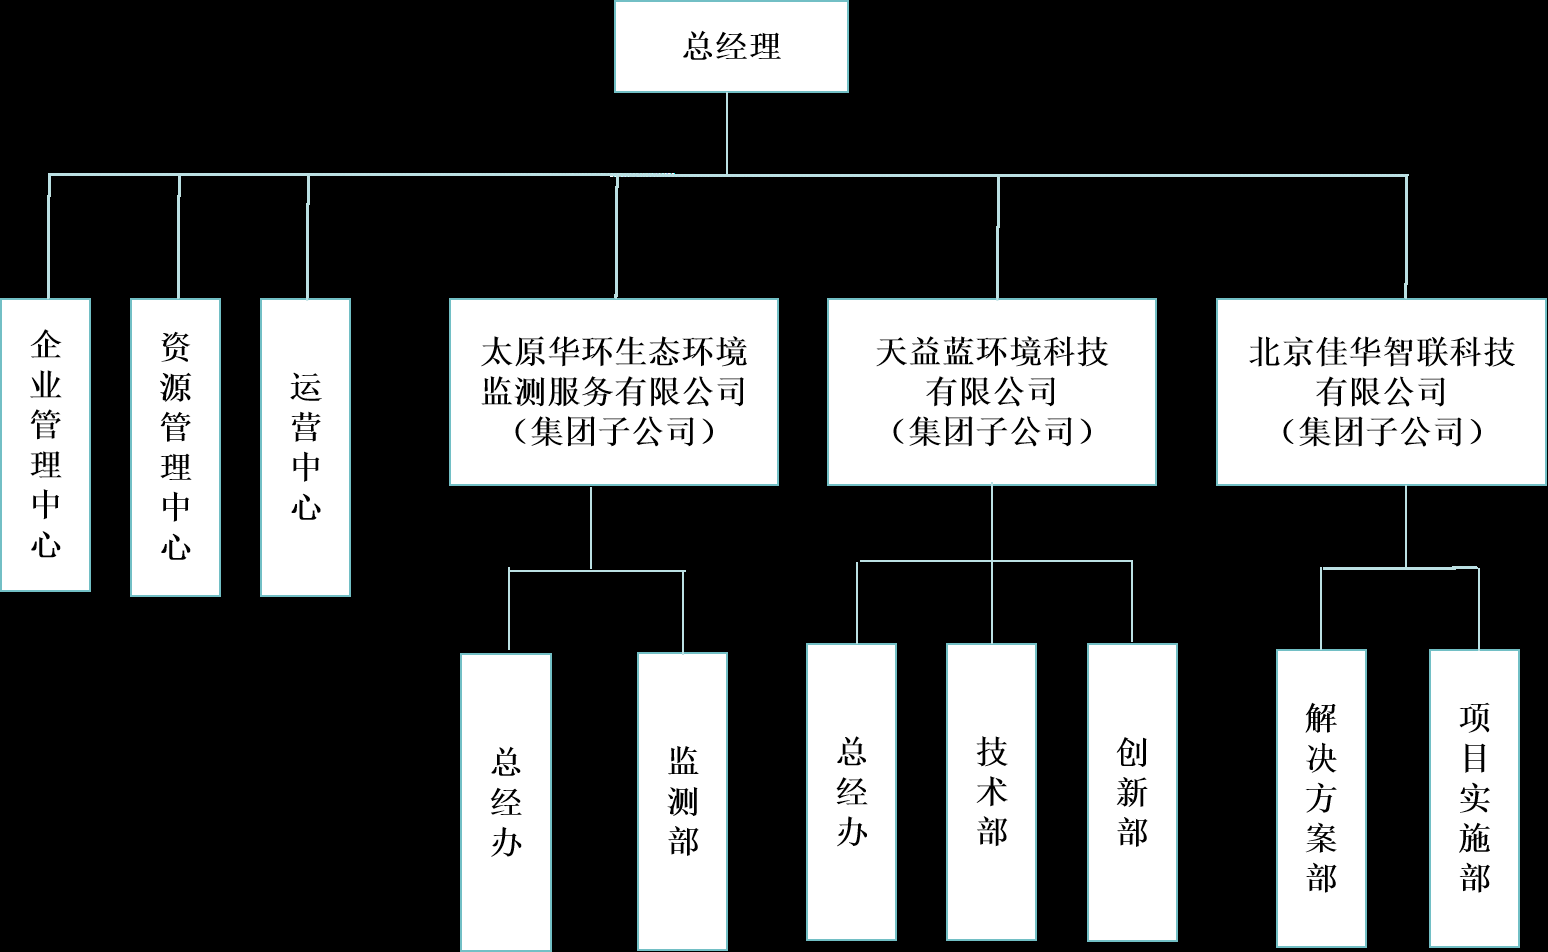 总经理
企业管理中心
资源管理中心
运营中心
太原华环生态环境
监测服务有限公司
（集团子公司）
天益蓝环境科技
有限公司
（集团子公司）
北京佳华智联科技
有限公司
（集团子公司）
总经办
监测部
总经办
技术部
创新部
解决方案部
项目实施部